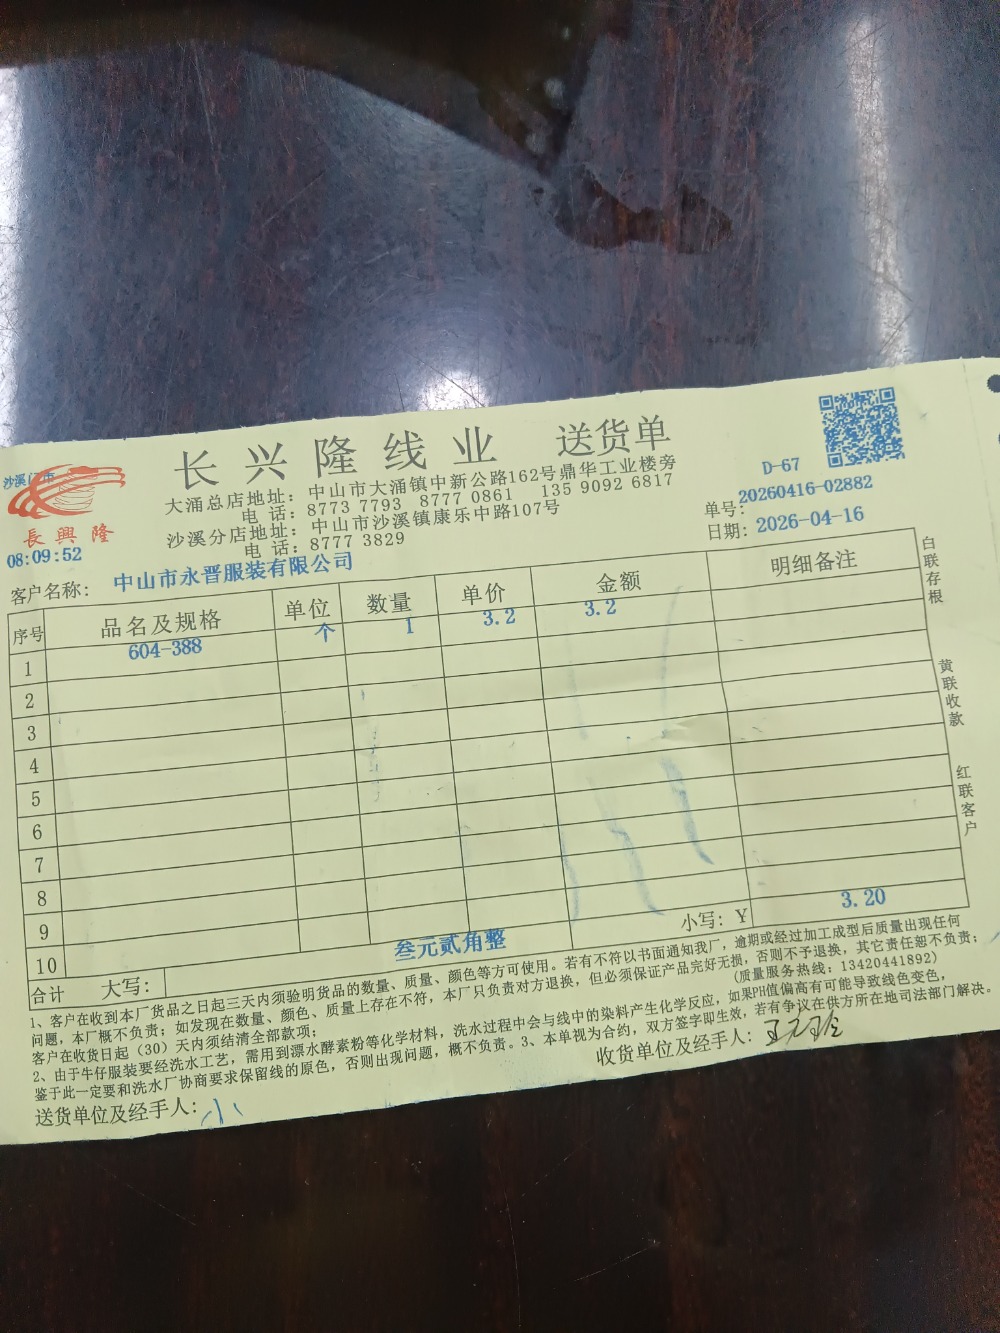 长兴隆线业 送货单
D-67
沙溪门市
長興隆
08:09:52
大涌总店地址: 中山市大涌镇中新公路162号鼎华工业楼旁
电 话: 8773 7793 8777 0861 135 9092 6817
沙溪分店地址: 中山市沙溪镇康乐中路107号
电 话: 8777 3829
单号: 20260416-02882
日期: 2026-04-16
客户名称: 中山市永晋服装有限公司
序号 品名及规格 单位 数量 单价 金额 明细备注
1 604-388 个 1 3.2 3.2
2
3
4
5
6
7
8
9
10
合计 大写: 叁元贰角整 小写: Y 3.20
白联存根
黄联收款
红联客户
1、客户在收到本厂货品之日起三天内须验明货品的数量、质量、颜色等方可使用。若有不符以书面通知我厂,逾期或经过加工成型后质量出现任何
问题,本厂概不负责;如发现在数量、颜色、质量上存在不符,本厂只负责对方退换,但必须保证产品完好无损,否则不予退换,其它责任恕不负责;
客户在收货日起(30)天内须结清全部款项; (质量服务热线: 13420441892)
2、由于牛仔服装要经洗水工艺,需用到漂水酵素粉等化学材料,洗水过程中会与线中的染料产生化学反应,如果PH值偏高有可能导致线色变色,
鉴于此一定要和洗水厂协商要求保留线的原色,否则出现问题,概不负责。3、本单视为合约,双方签字即生效,若有争议在供方所在地司法部门解决。
送货单位及经手人: 小
收货单位及经手人: